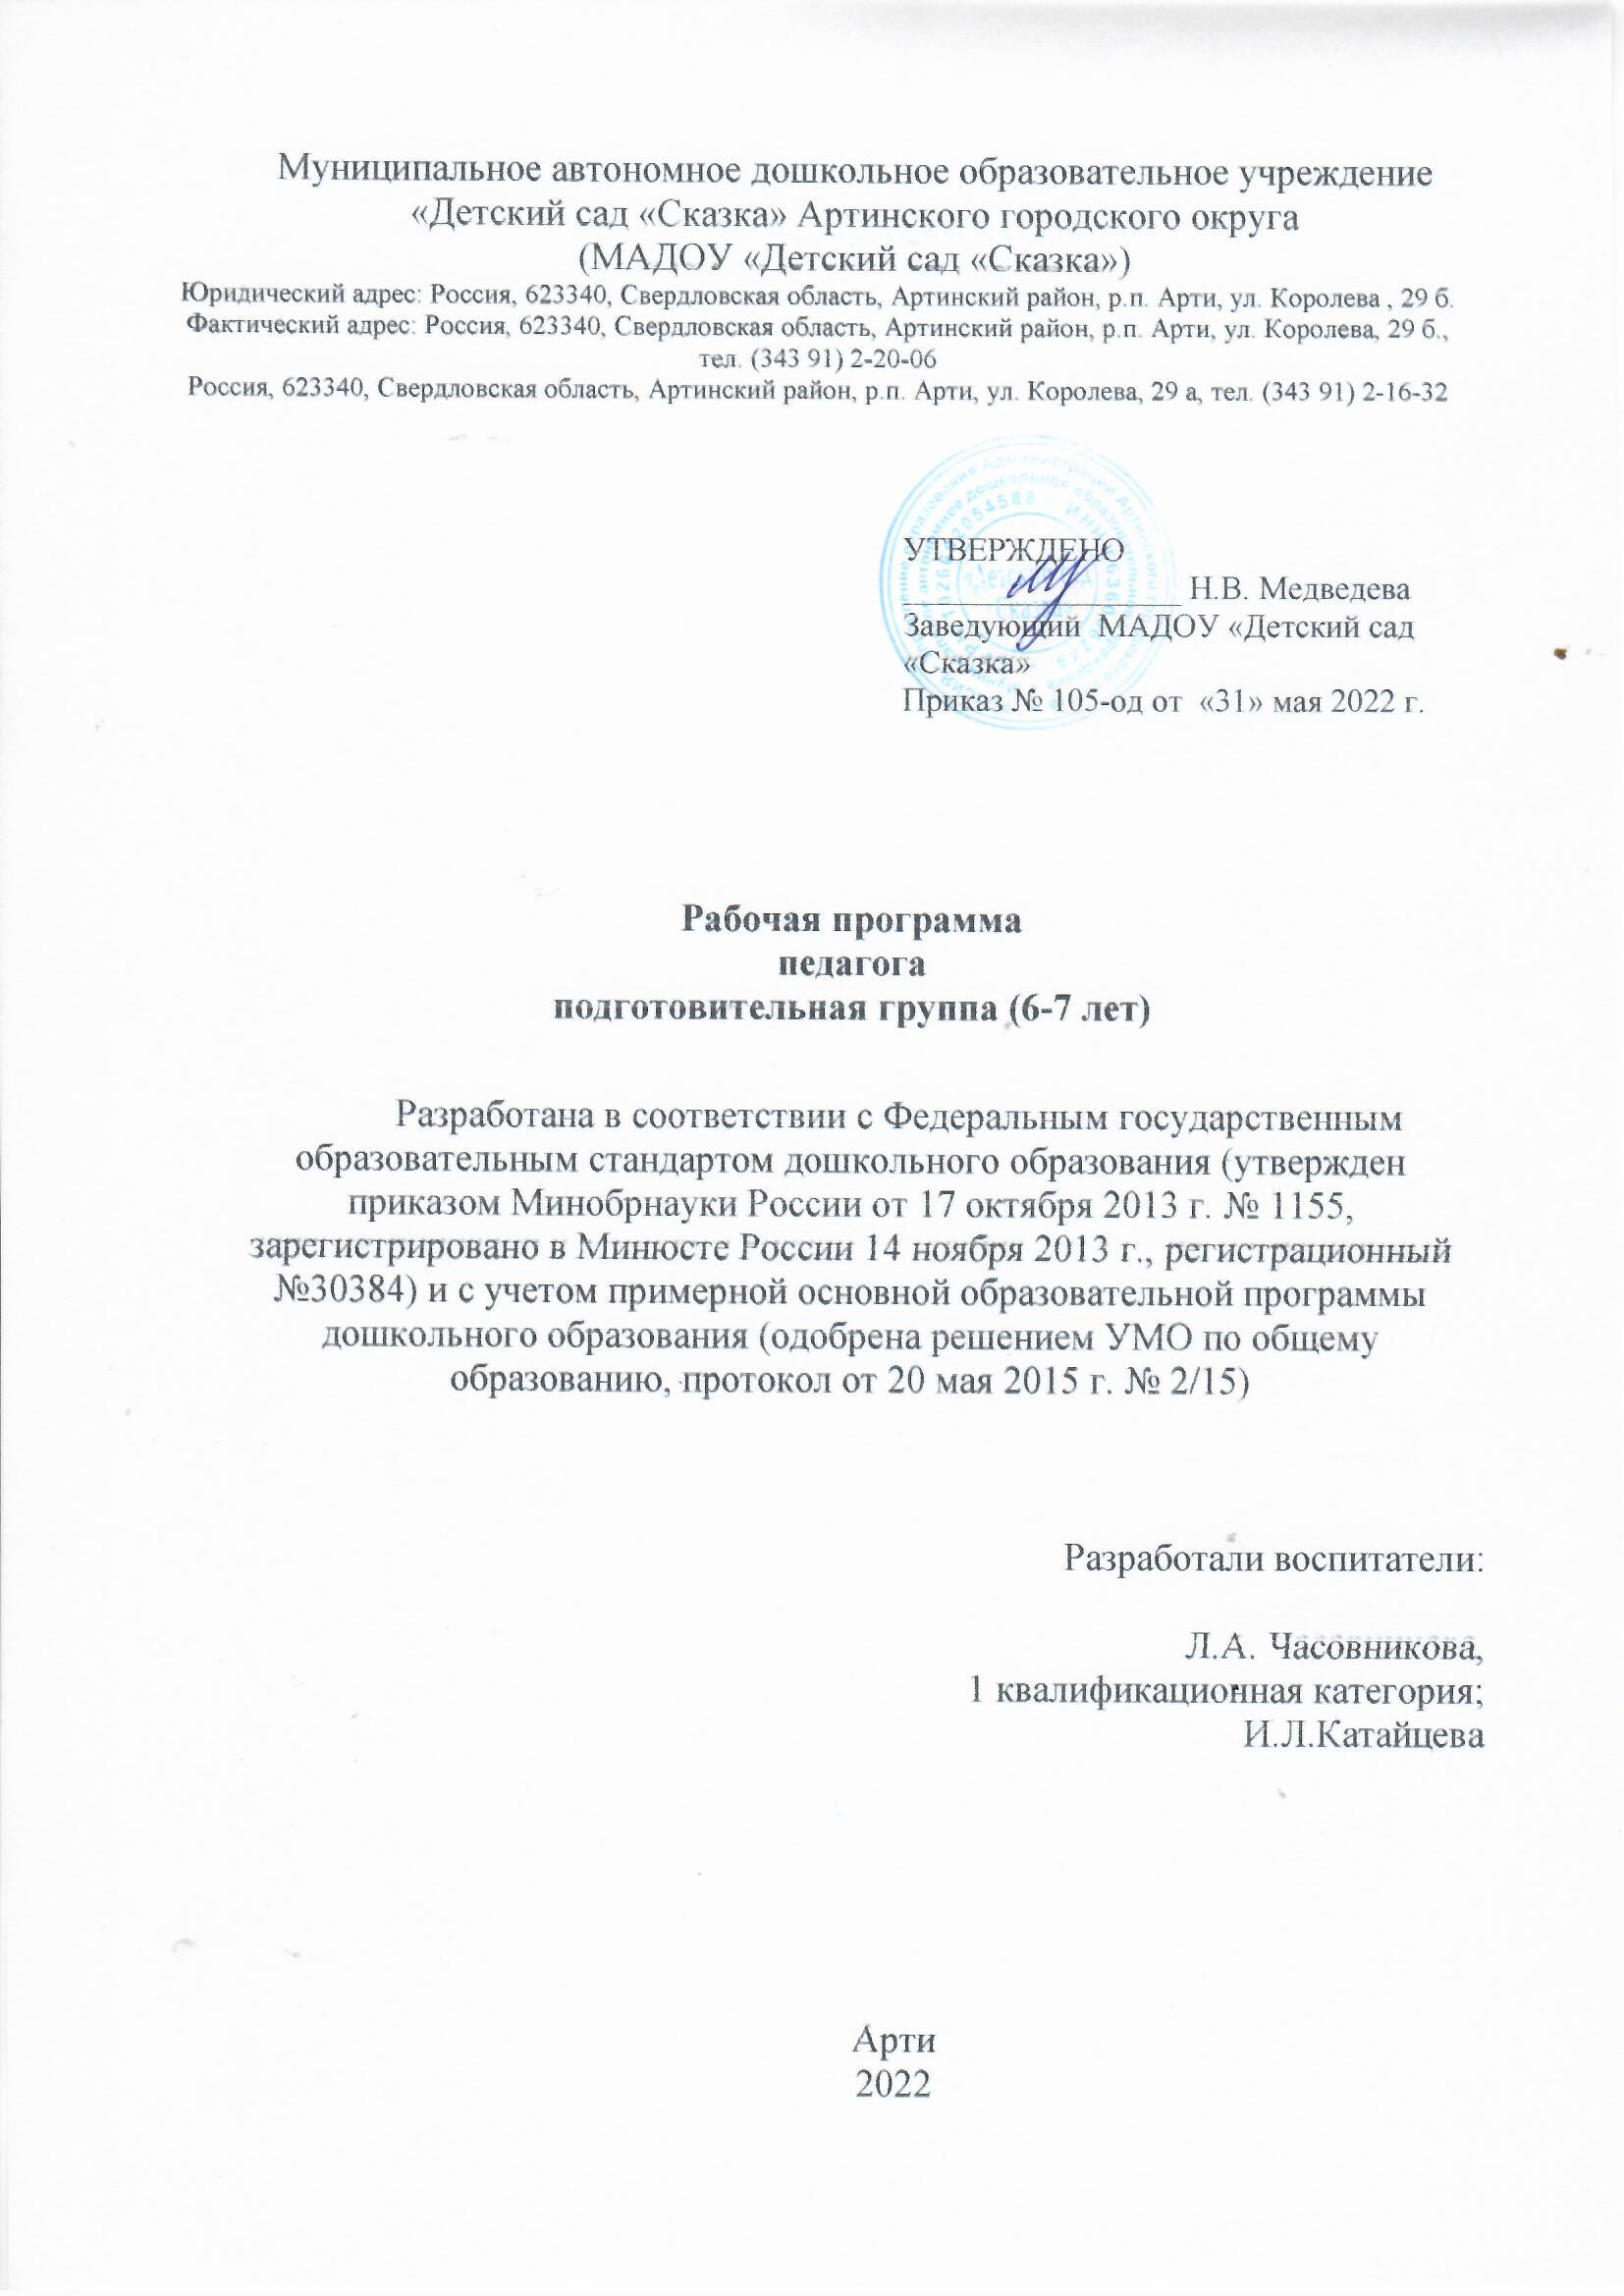 Муниципальное автономное дошкольное образовательное учреждение
«Детский сад «Сказка» Артинского городского округа
(МАДОУ «Детский сад «Сказка»)
Юридический адрес: Россия, 623340, Свердловская область, Артинский район, р.п. Арти, ул. Королева , 29 б.
Фактический адрес: Россия, 623340, Свердловская область, Артинский район, р.п. Арти, ул. Королева, 29 б.,
тел. (343 91) 2-20-06
Россия, 623340, Свердловская область, Артинский район, р.п. Арти, ул. Королева, 29 а, тел. (343 91) 2-16-32
УТВЕРЖДЕНО
Н.В. Медведева
Заведующий МАДОУ «Детский сад
«Сказка»
Приказ № 105-од от «31» мая 2022 г.
Рабочая программа
педагога
подготовительная группа (6-7 лет)
Разработана в соответствии с Федеральным государственным
образовательным стандартом дошкольного образования (утвержден
приказом Минобрнауки России от 17 октября 2013 г. № 1155,
зарегистрировано в Минюсте России 14 ноября 2013 г., регистрационный
№30384) и с учетом примерной основной образовательной программы
дошкольного образования (одобрена решением УМО по общему
образованию, протокол от 20 мая 2015 г. № 2/15)
Разработали воспитатели:
Л.А. Часовникова,
1 квалификационная категория;
И.Л.Катайцева
Арти
2022